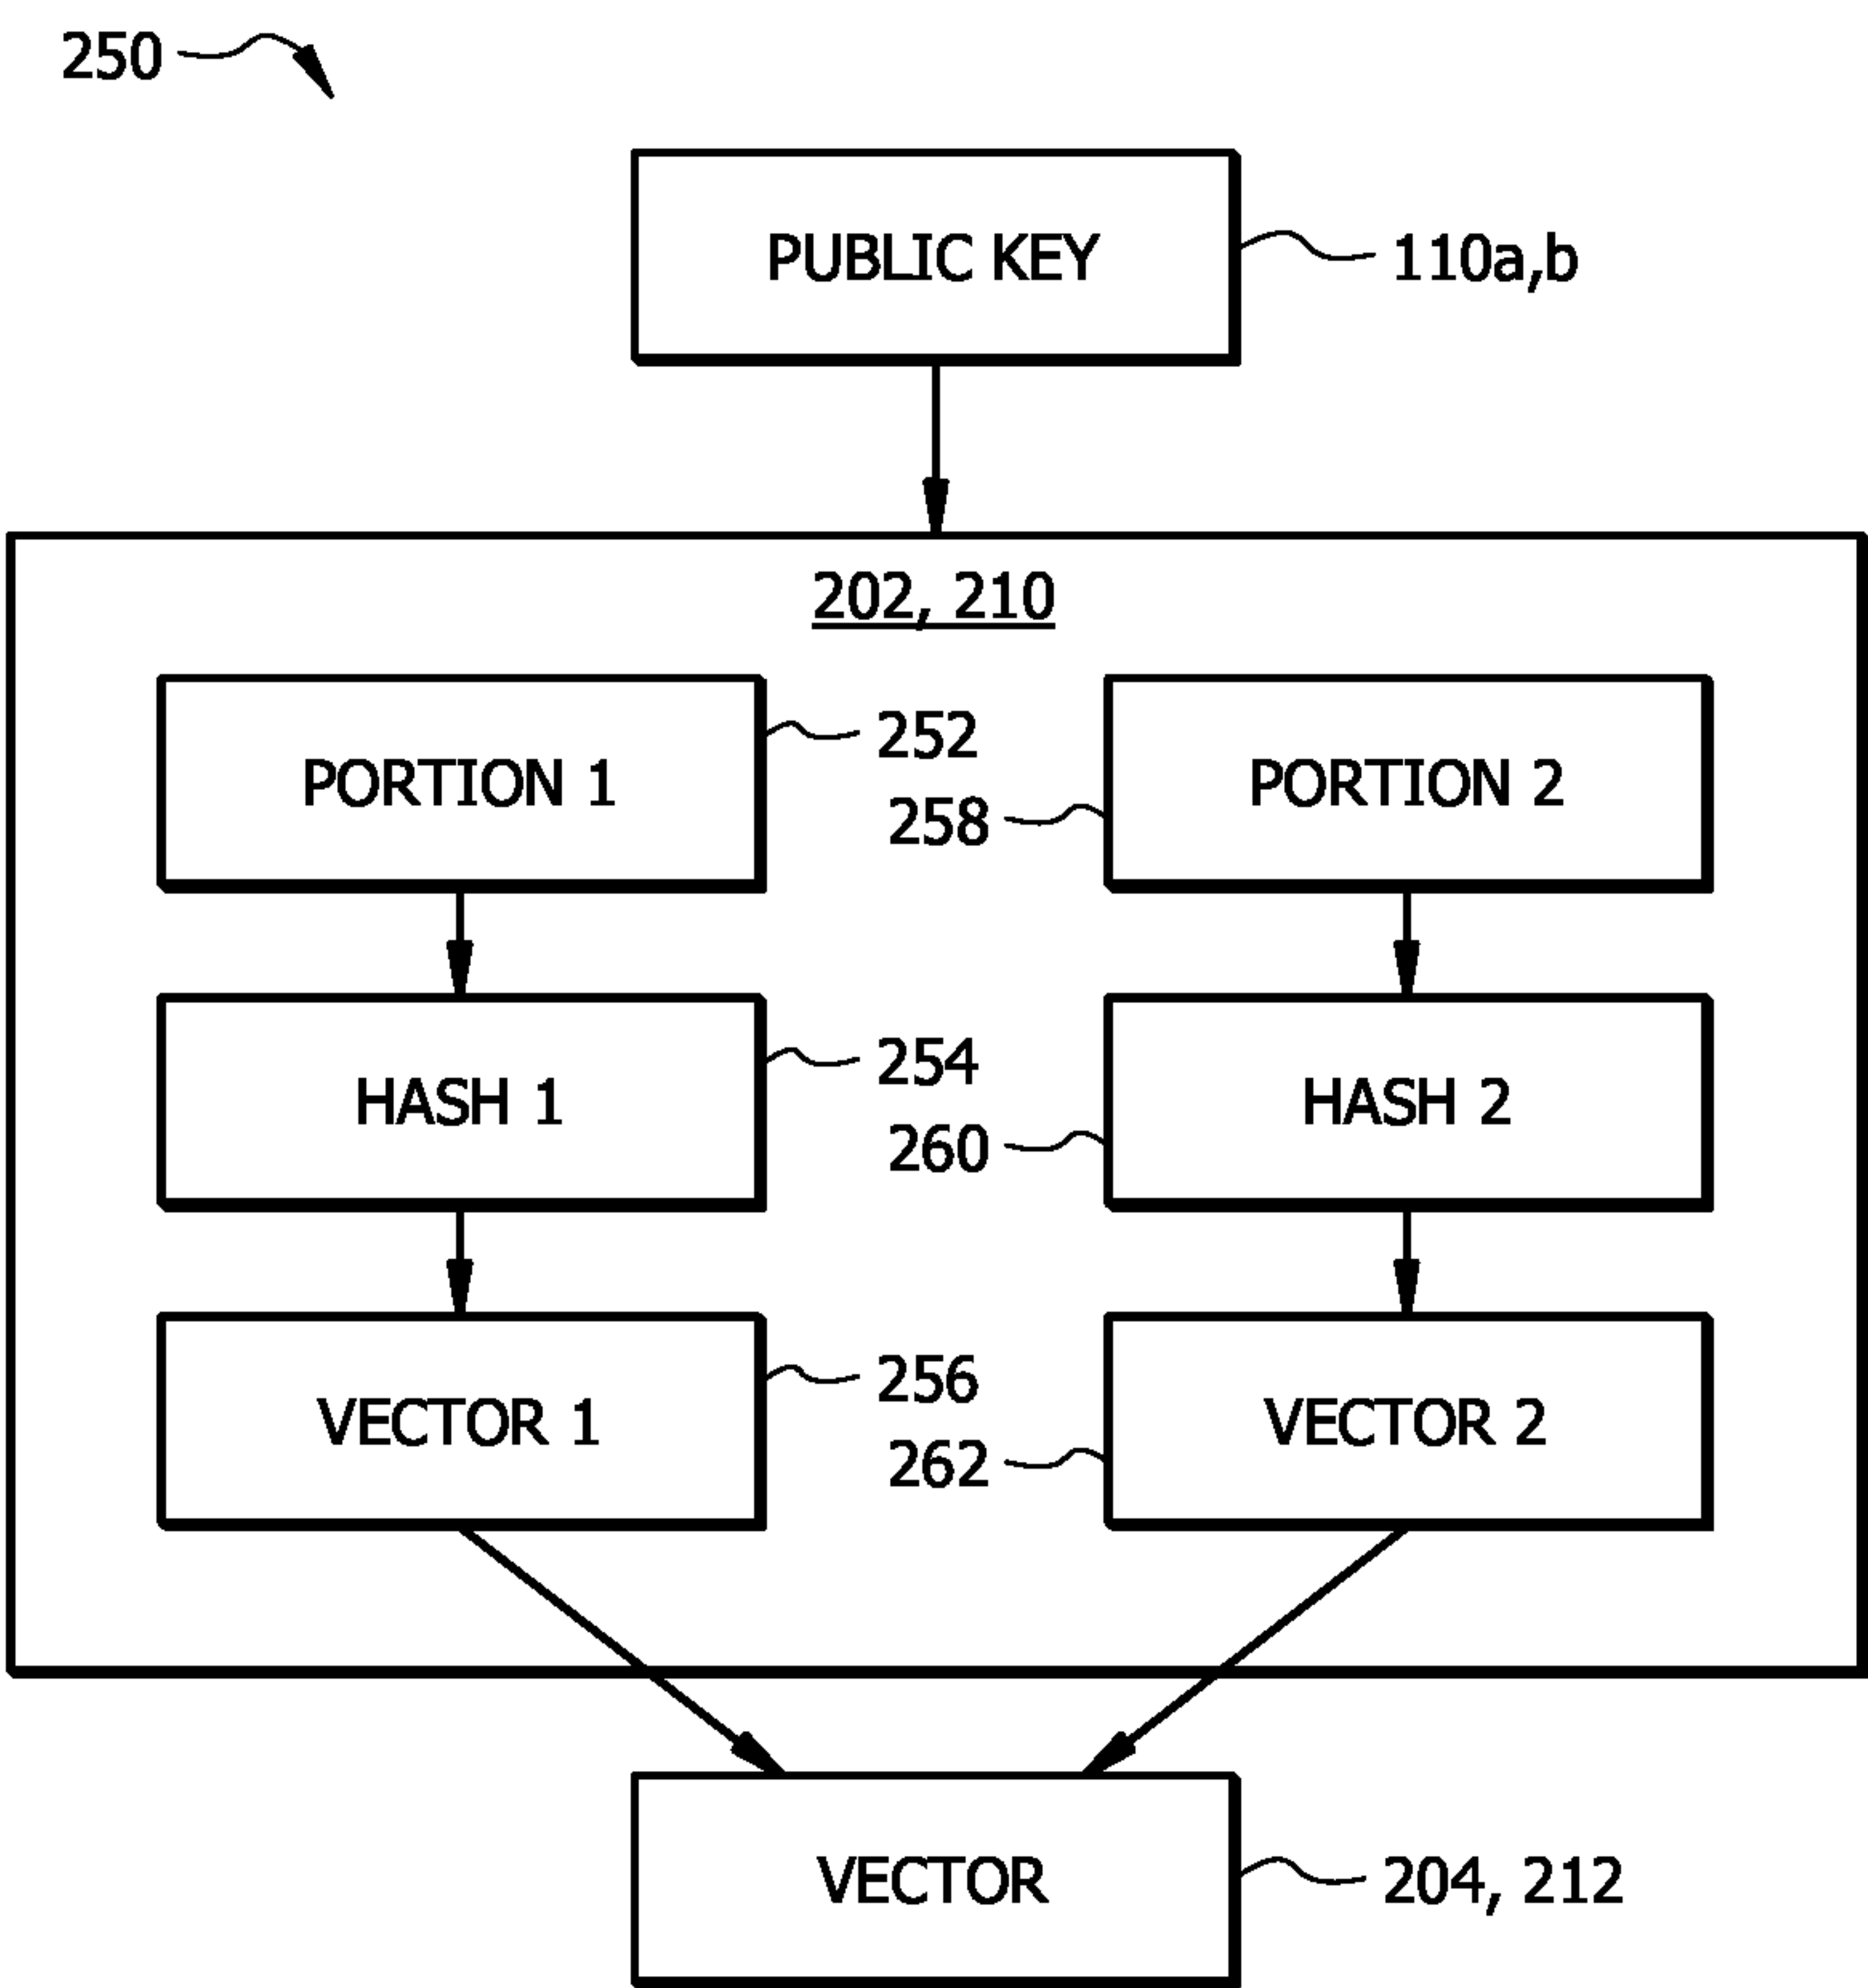 250
PUBLIC KEY
110a,b
202, 210
PORTION 1
252
258
PORTION 2
HASH 1
254
260
HASH 2
VECTOR 1
256
262
VECTOR 2
VECTOR
204, 212